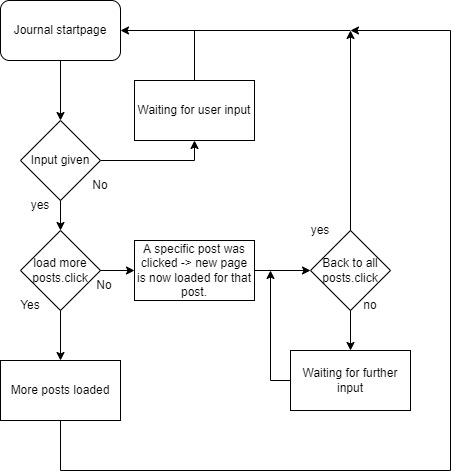 Journal startpage
Waiting for user input
Input given
No
yes
load more
posts.click
No
Yes
A specific post was
clicked -> new page
is now loaded for that
post.
yes
Back to all
posts.click
no
More posts loaded
Waiting for further
input